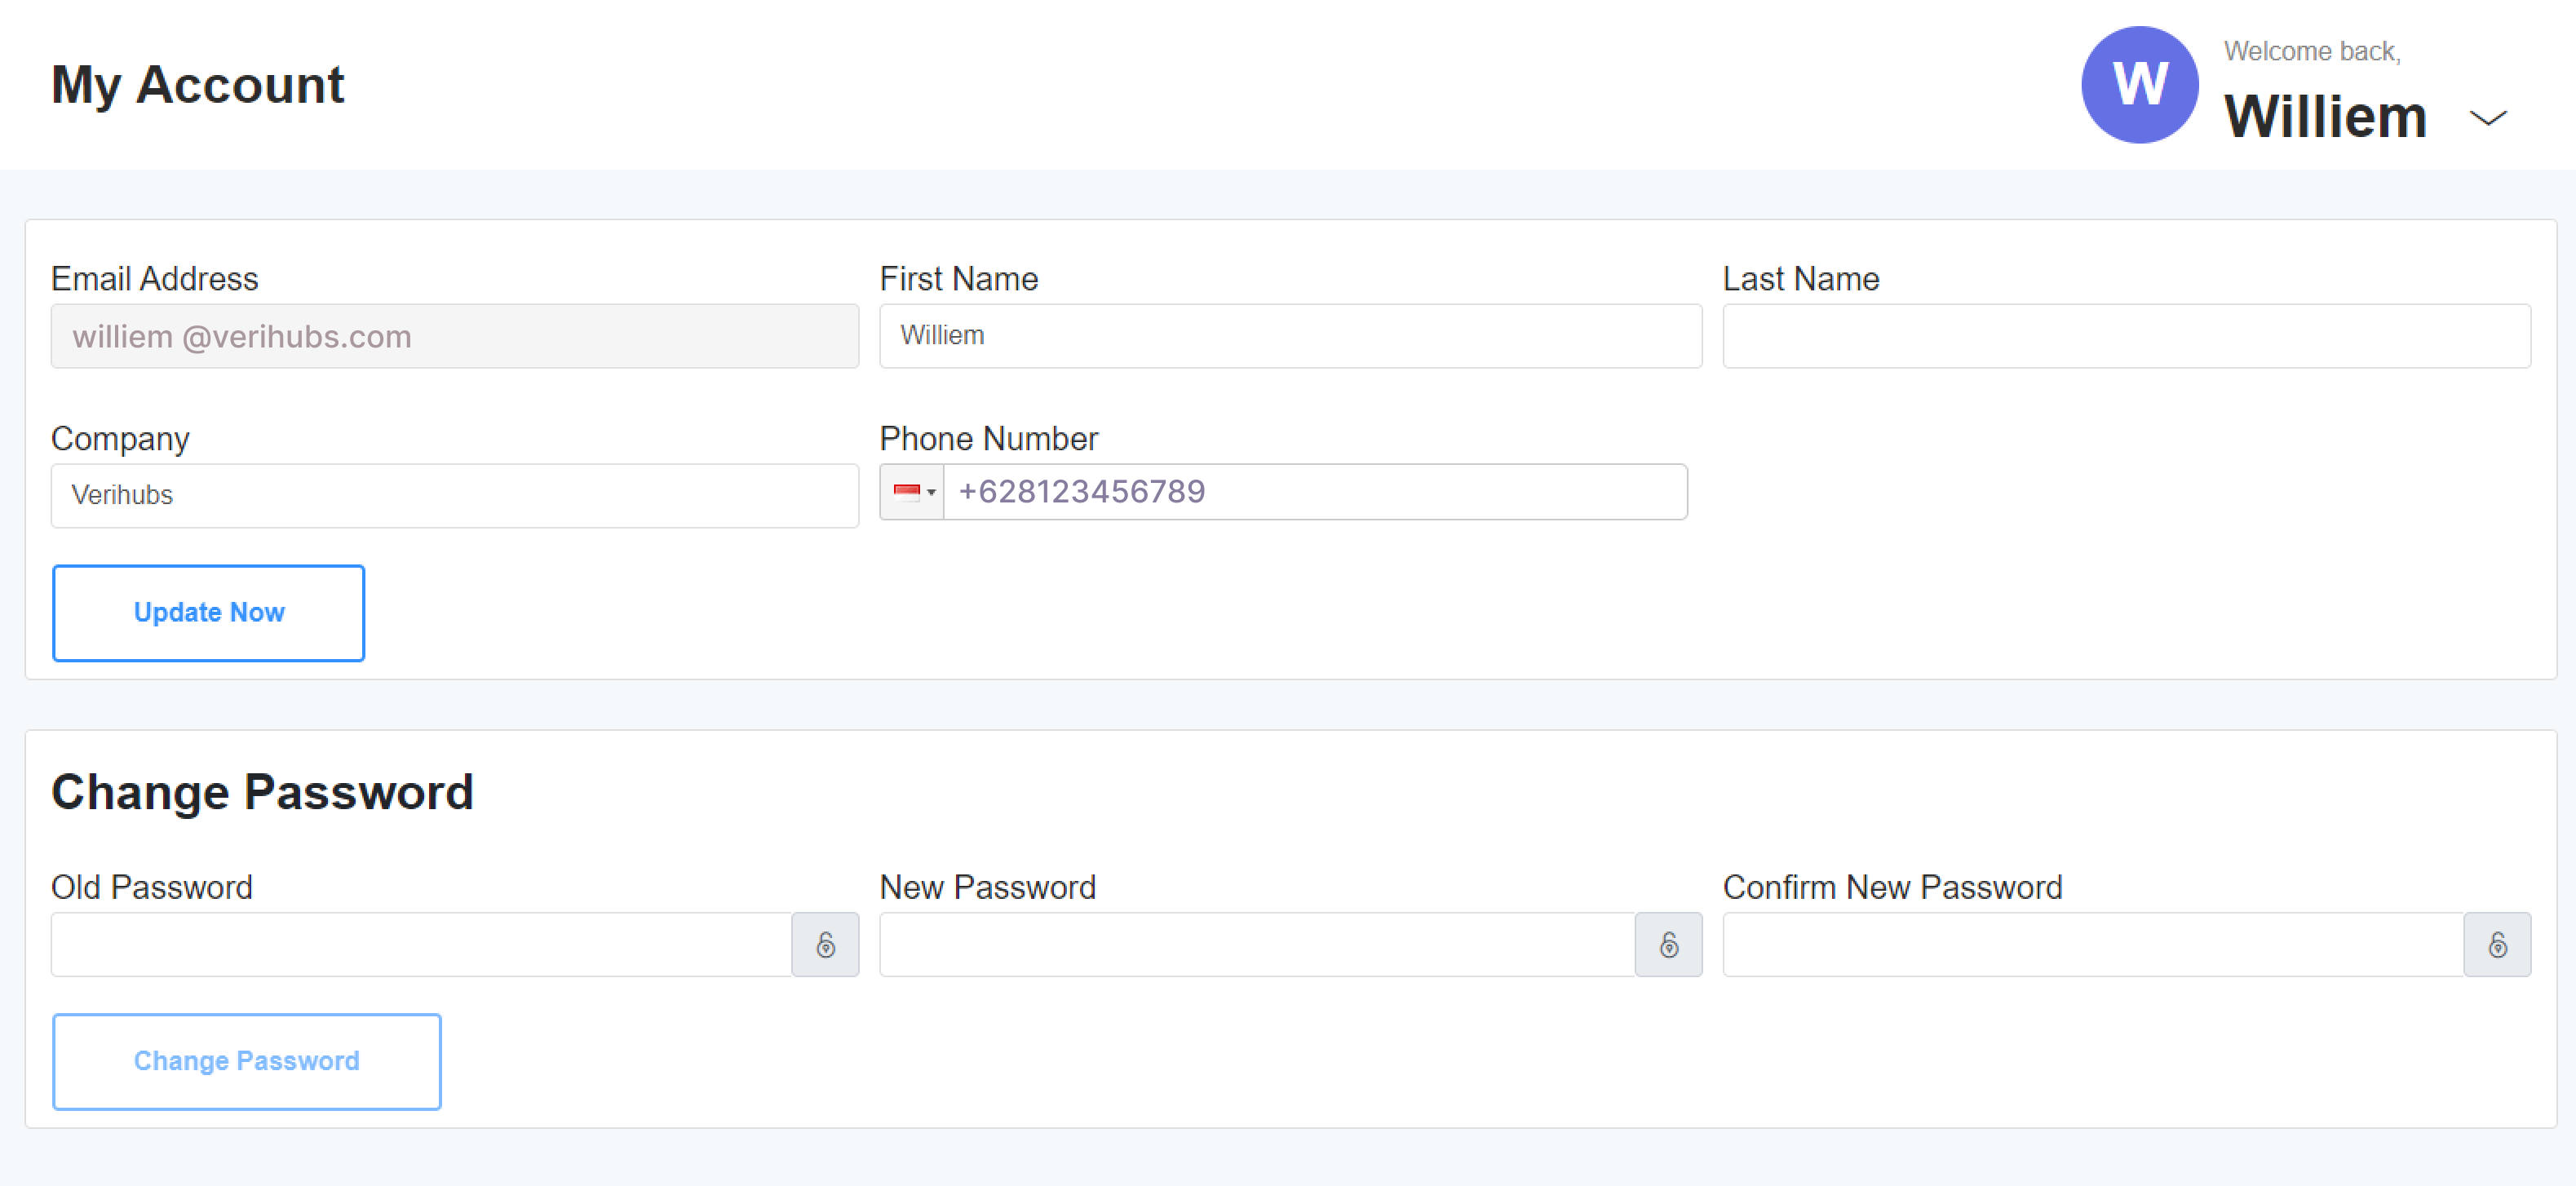 My Account
W
Welcome back,
Williem
Email Address
First Name
Last Name
williem @verihubs.com
Williem
Company
Phone Number
Verihubs
+628123456789
Update Now
Change Password
Old Password
New Password
Confirm New Password
Change Password